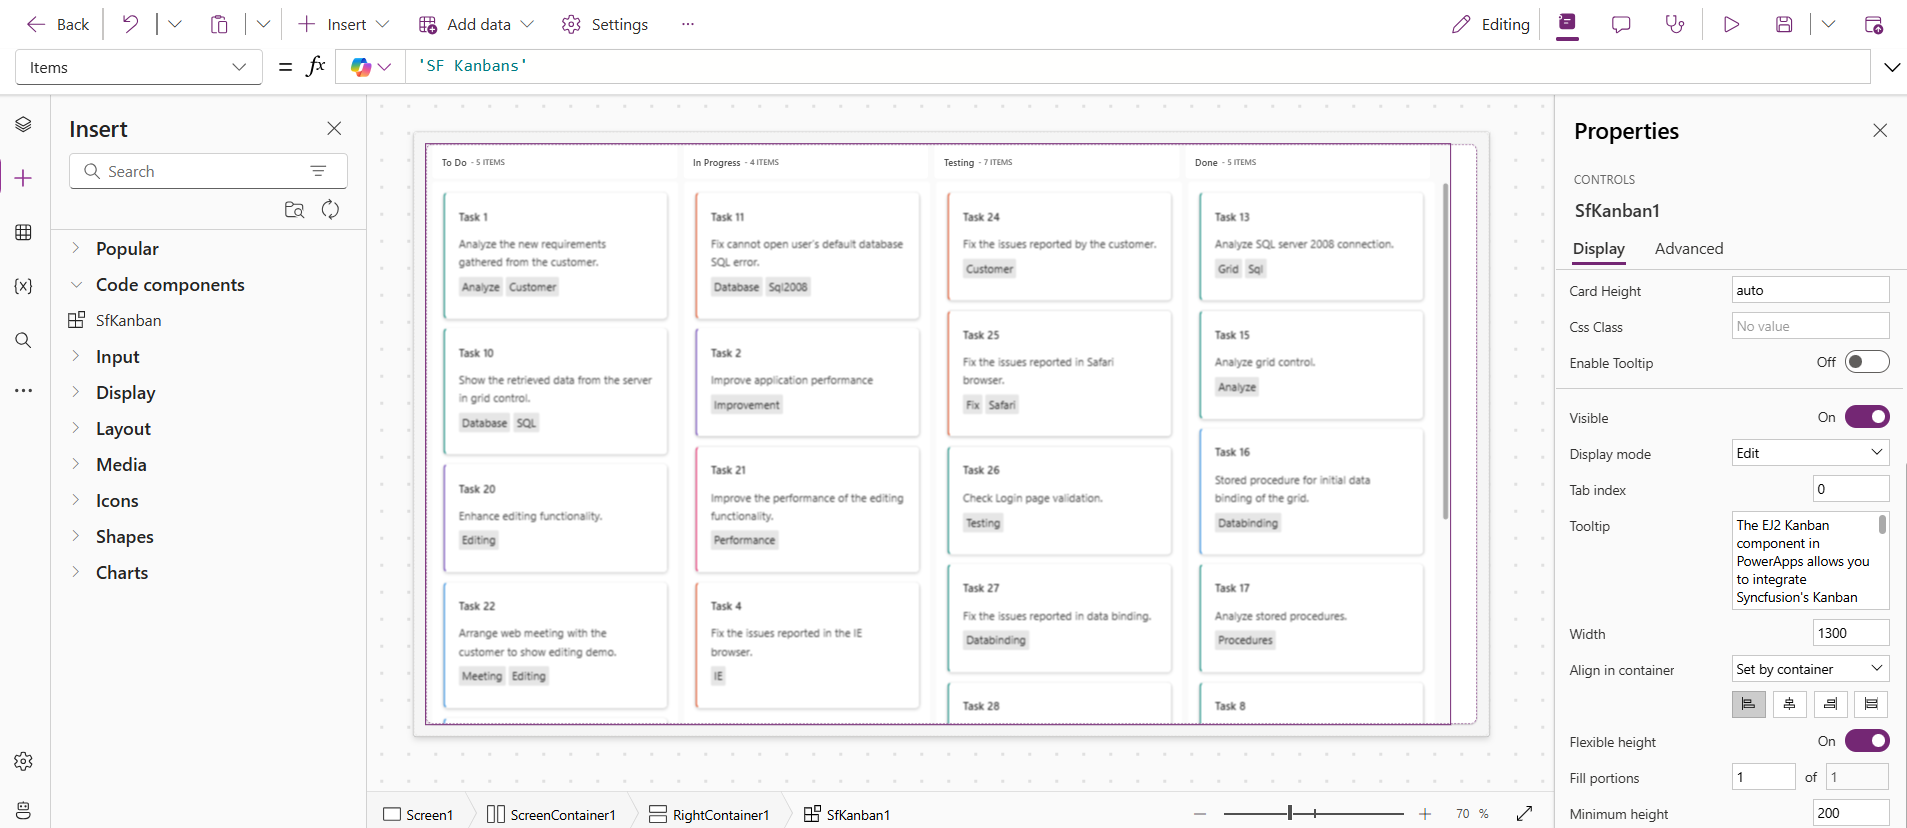 Back
Insert
Add data
Settings
Editing
Items
= fx
'SF Kanbans'
Insert
Search
Popular
Code components
SfKanban
Input
Display
Layout
Media
Icons
Shapes
Charts
To Do - 5 ITEMS
Task 1
Analyze the new requirements
gathered from the customer.
Analyze Customer
Task 10
Show the retrieved data from the server
in grid control.
Database SQL
Task 20
Enhance editing functionality.
Editing
Task 22
Arrange web meeting with the
customer to show editing demo.
Meeting Editing
In Progress - 4 ITEMS
Task 11
Fix cannot open user's default database
SQL error.
Database Sql2008
Task 2
Improve application performance
Improvement
Task 21
Improve the performance of the editing
functionality.
Performance
Task 4
Fix the issues reported in the IE
browser.
IE
Testing - 7 ITEMS
Task 24
Fix the issues reported by the customer.
Customer
Task 25
Fix the issues reported in Safari
browser.
Fix Safari
Task 26
Check Login page validation.
Testing
Task 27
Fix the issues reported in data binding.
Databinding
Task 28
Done - 5 ITEMS
Task 13
Analyze SQL server 2008 connection.
Grid Sql
Task 15
Analyze grid control.
Analyze
Task 16
Stored procedure for initial data
binding of the grid.
Databinding
Task 17
Analyze stored procedures.
Procedures
Task 8
Screen1
ScreenContainer1
RightContainer1
SfKanban1
70 %
Properties
CONTROLS
SfKanban1
Display Advanced
Card Height auto
Css Class No value
Enable Tooltip Off
Visible On
Display mode Edit
Tab index 0
Tooltip The EJ2 Kanban
component in
PowerApps allows you
to integrate
Syncfusion's Kanban
Width 1300
Align in container Set by container
Flexible height On
Fill portions 1 of 1
Minimum height 200